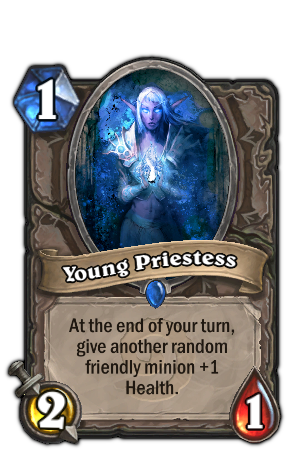 1
Young Priestess
At the end of your turn,
give another random
friendly minion +1
Health.
2 1